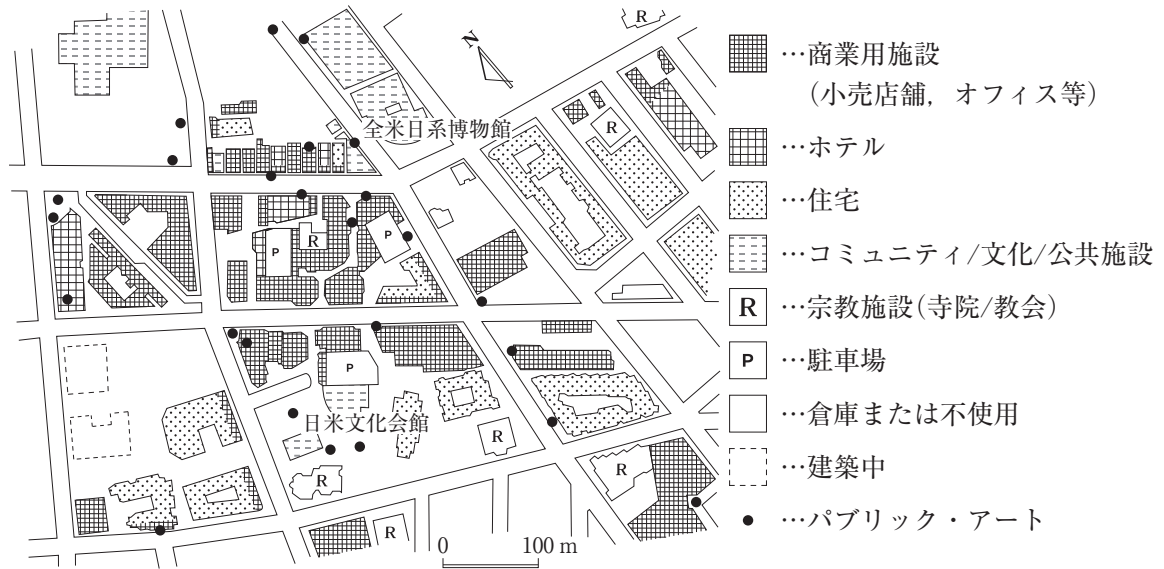 R
N
R
全米日系博物館
R
P
P
P
日米文化会館
R
R
R
R
0 100 m
…商業用施設
(小売店舗，オフィス等)
…ホテル
…住宅
…コミュニティ/文化/公共施設
R …宗教施設(寺院/教会)
P …駐車場
…倉庫または不使用
…建築中
…パブリック・アート